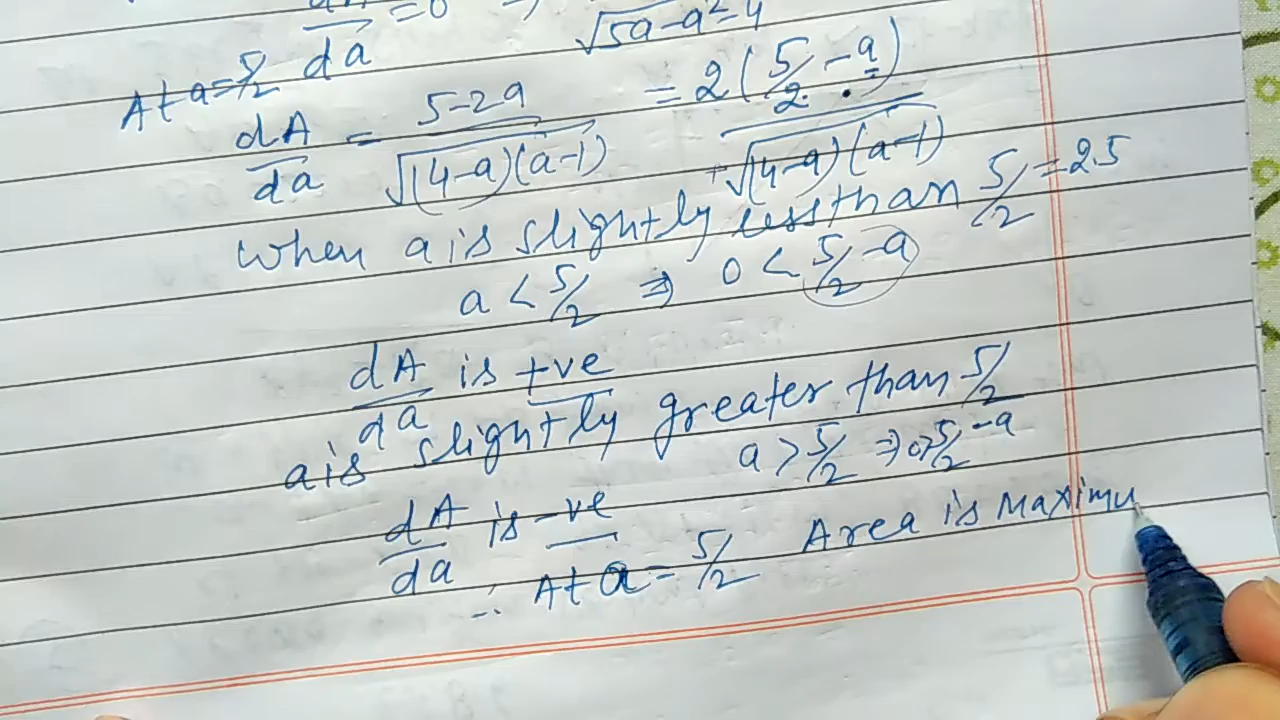 dA/da = 0 ⇒ √5a-a²-4
At a=5/2
dA/da = 5-2a/√(4-a)(a-1) = 2(5/2-a)/+√(4-a)(a-1)
When a is slightly less than 5/2 = 2.5
a < 5/2 ⇒ 0 < 5/2 -a
dA/da is +ve
a is slightly greater than 5/2
a > 5/2 ⇒ 0>5/2 -a
dA/da is -ve
∴ At a = 5/2 Area is Maximu